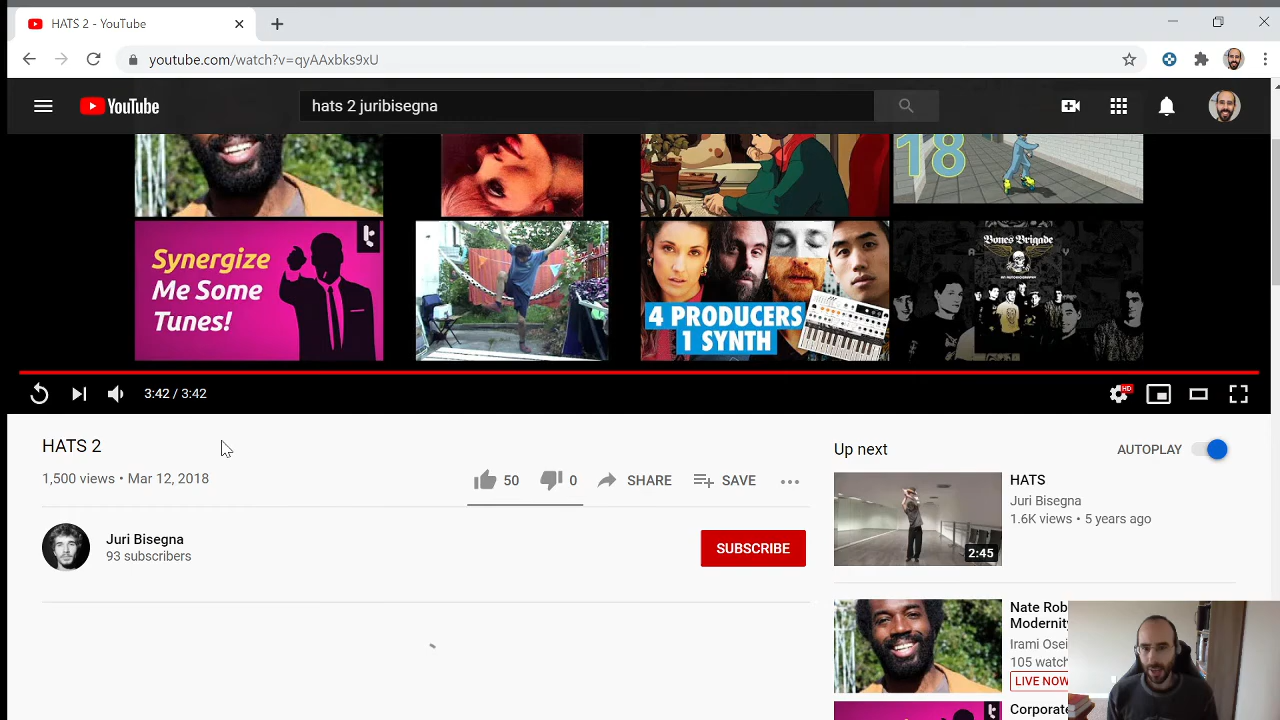 HATS 2 - YouTube
youtube.com/watch?v=qyAAxbks9xU
YouTube
hats 2 juribisegna
18
Synergize
Me Some
Tunes!
t
4 PRODUCERS
1 SYNTH
Bones Brigade
3:42 / 3:42
HD
HATS 2
1,500 views • Mar 12, 2018
50
0
SHARE
SAVE
Juri Bisegna
93 subscribers
SUBSCRIBE
Up next
AUTOPLAY
HATS
Juri Bisegna
1.6K views • 5 years ago
2:45
Nate Rob
Modernity
Irami Osei
105 watch
LIVE NOW
Corporate